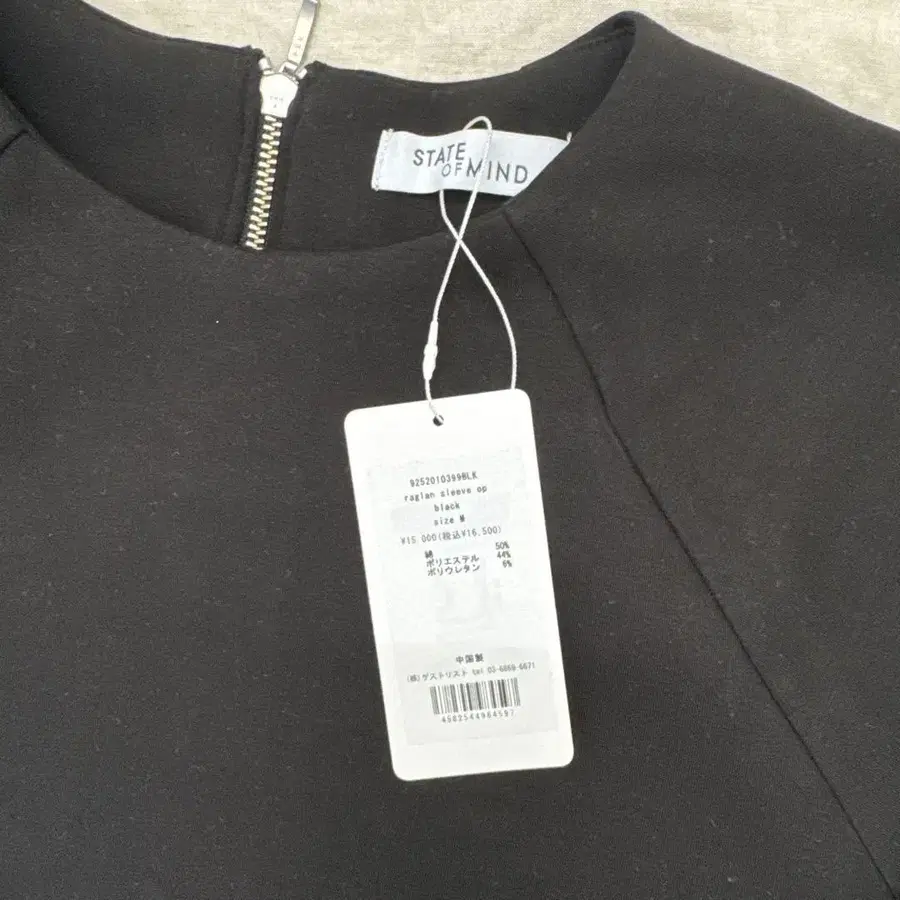 STATE
OF MIND
9252010399BLK
raglan sleeve op
black
size M
¥15,000(税込¥16,500)
綿 50%
ポリエステル 44%
ポリウレタン 6%
中国製
(株)ゲストリスト tel 03-6869-6671
4582544984597